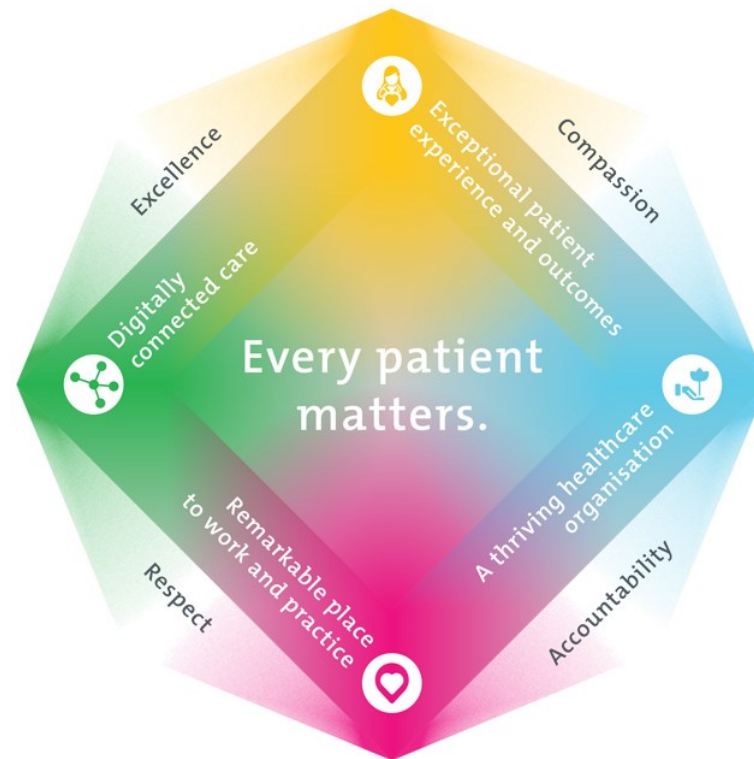 Excellence
Compassion
Exceptional patient
experience and outcomes
Digitally
connected care
Every patient
matters.
A thriving healthcare
organisation
Remarkable place
to work and practice
Respect
Accountability